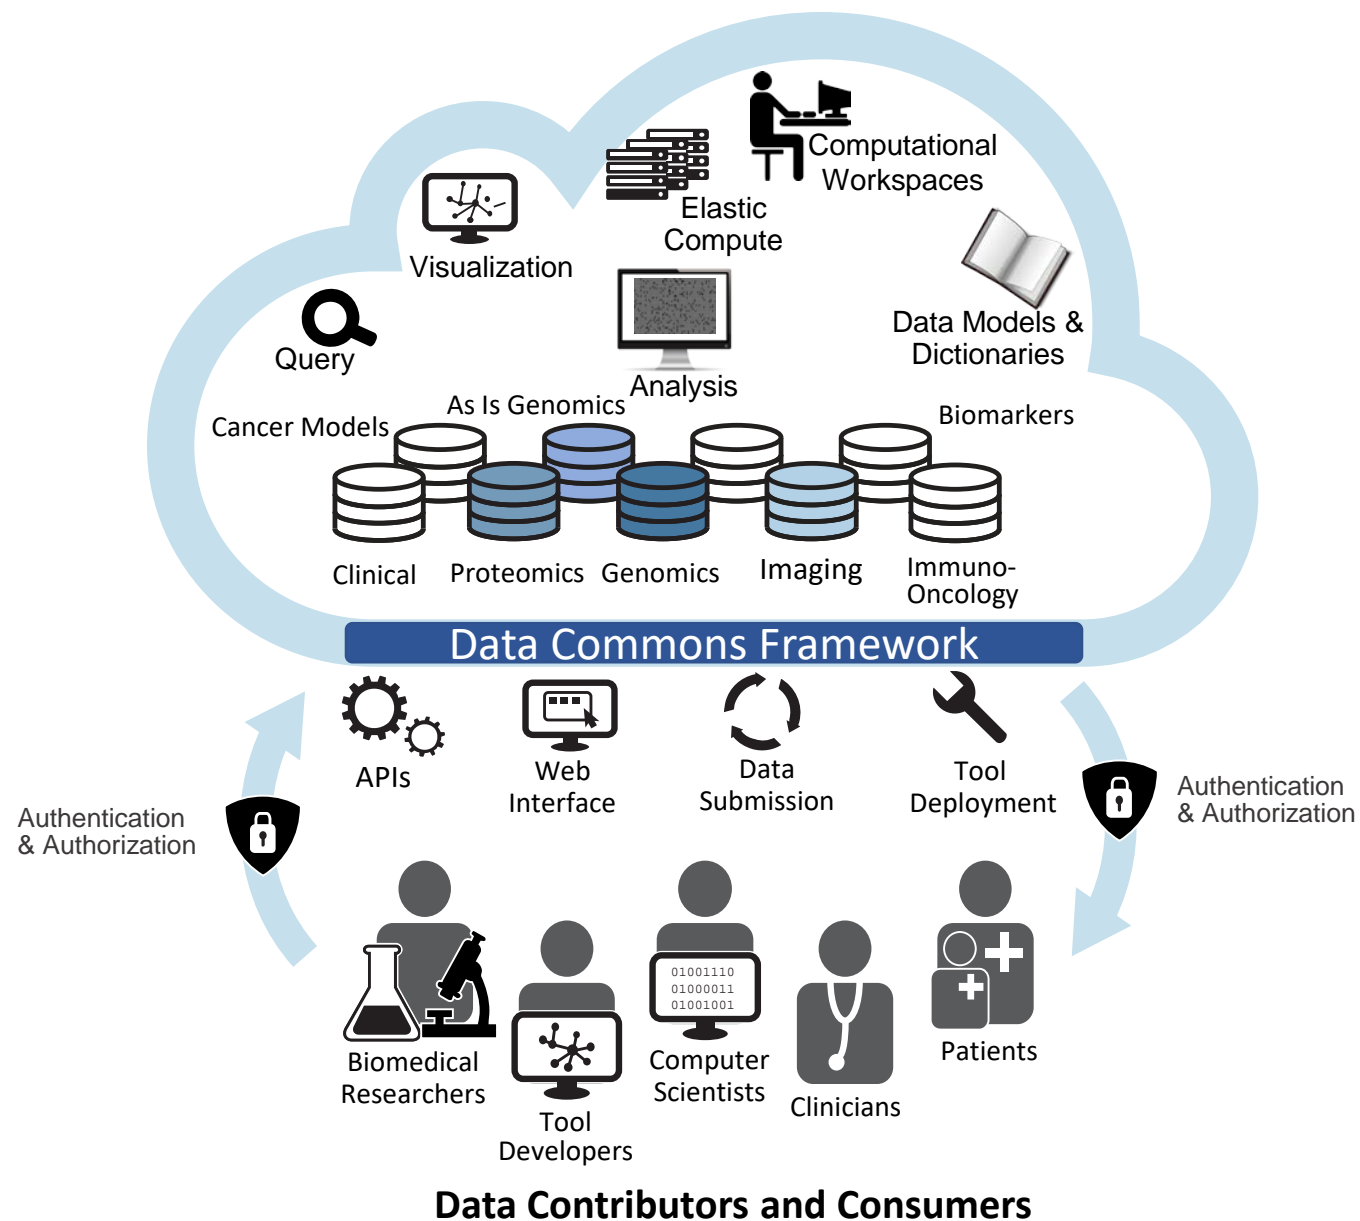 Computational
Workspaces
Elastic
Compute
Visualization
Data Models &
Dictionaries
Query
Analysis
As Is Genomics
Cancer Models
Biomarkers
Clinical
Proteomics
Genomics
Imaging
Immuno-
Oncology
Data Commons Framework
APIs
Web
Interface
Data
Submission
Tool
Deployment
Authentication
& Authorization
Authentication
& Authorization
01001110
01000011
01001001
Biomedical
Researchers
Tool
Developers
Computer
Scientists
Clinicians
Patients
Data Contributors and Consumers